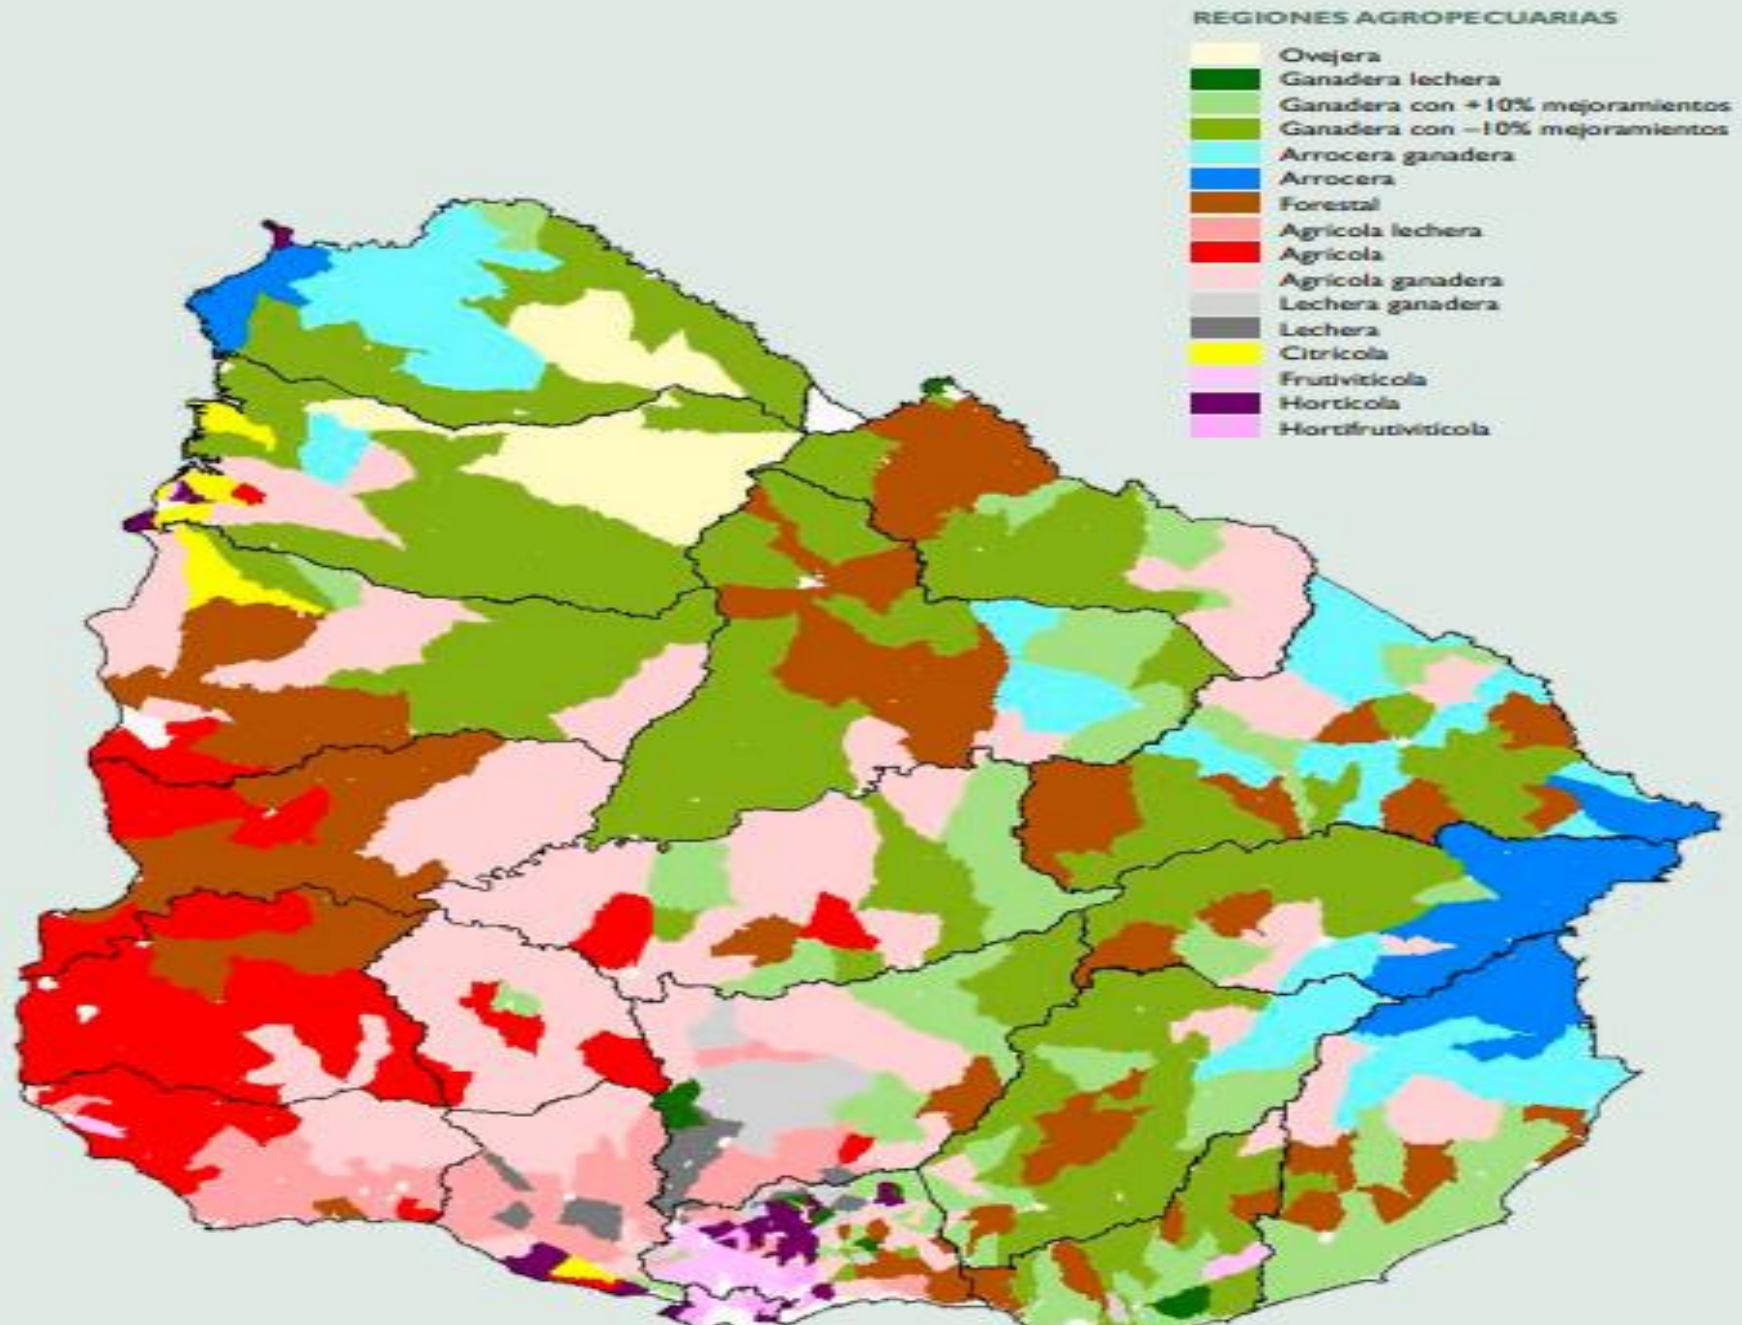 REGIONES AGROPECUARIAS
Ovejera
Ganadera lechera
Ganadera con +10% mejoramientos
Ganadera con –10% mejoramientos
Arrocera ganadera
Arrocera
Forestal
Agrícola lechera
Agrícola
Agrícola ganadera
Lechera ganadera
Lechera
Citrícola
Frutivitícola
Hortícola
Hortifrutivitícola